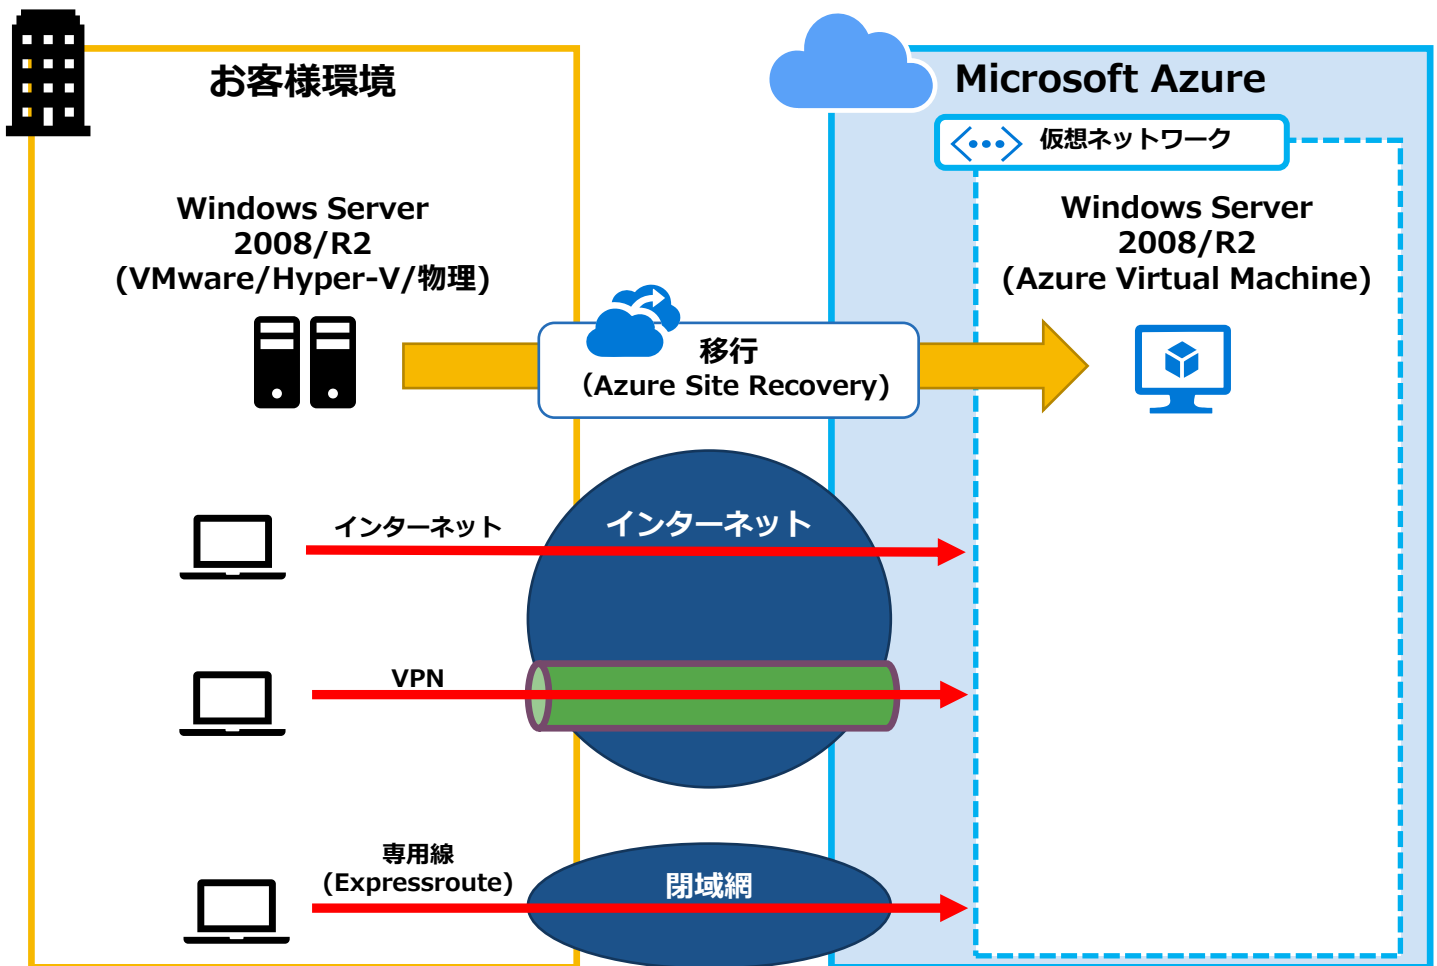 お客様環境
Microsoft Azure
仮想ネットワーク
Windows Server
2008/R2
(VMware/Hyper-V/物理)
Windows Server
2008/R2
(Azure Virtual Machine)
移行
（Azure Site Recovery)
インターネット
インターネット
VPN
専用線
(Expressroute)
閉域網